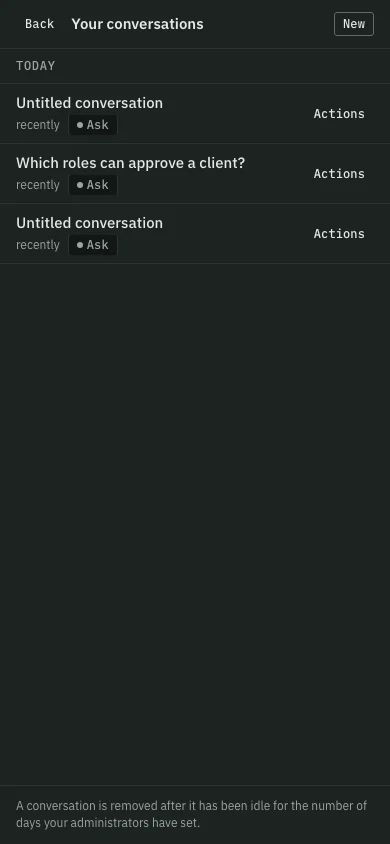 Back Your conversations New
TODAY
Untitled conversation
recently Ask
Actions
Which roles can approve a client?
recently Ask
Actions
Untitled conversation
recently Ask
Actions
A conversation is removed after it has been idle for the number of
days your administrators have set.